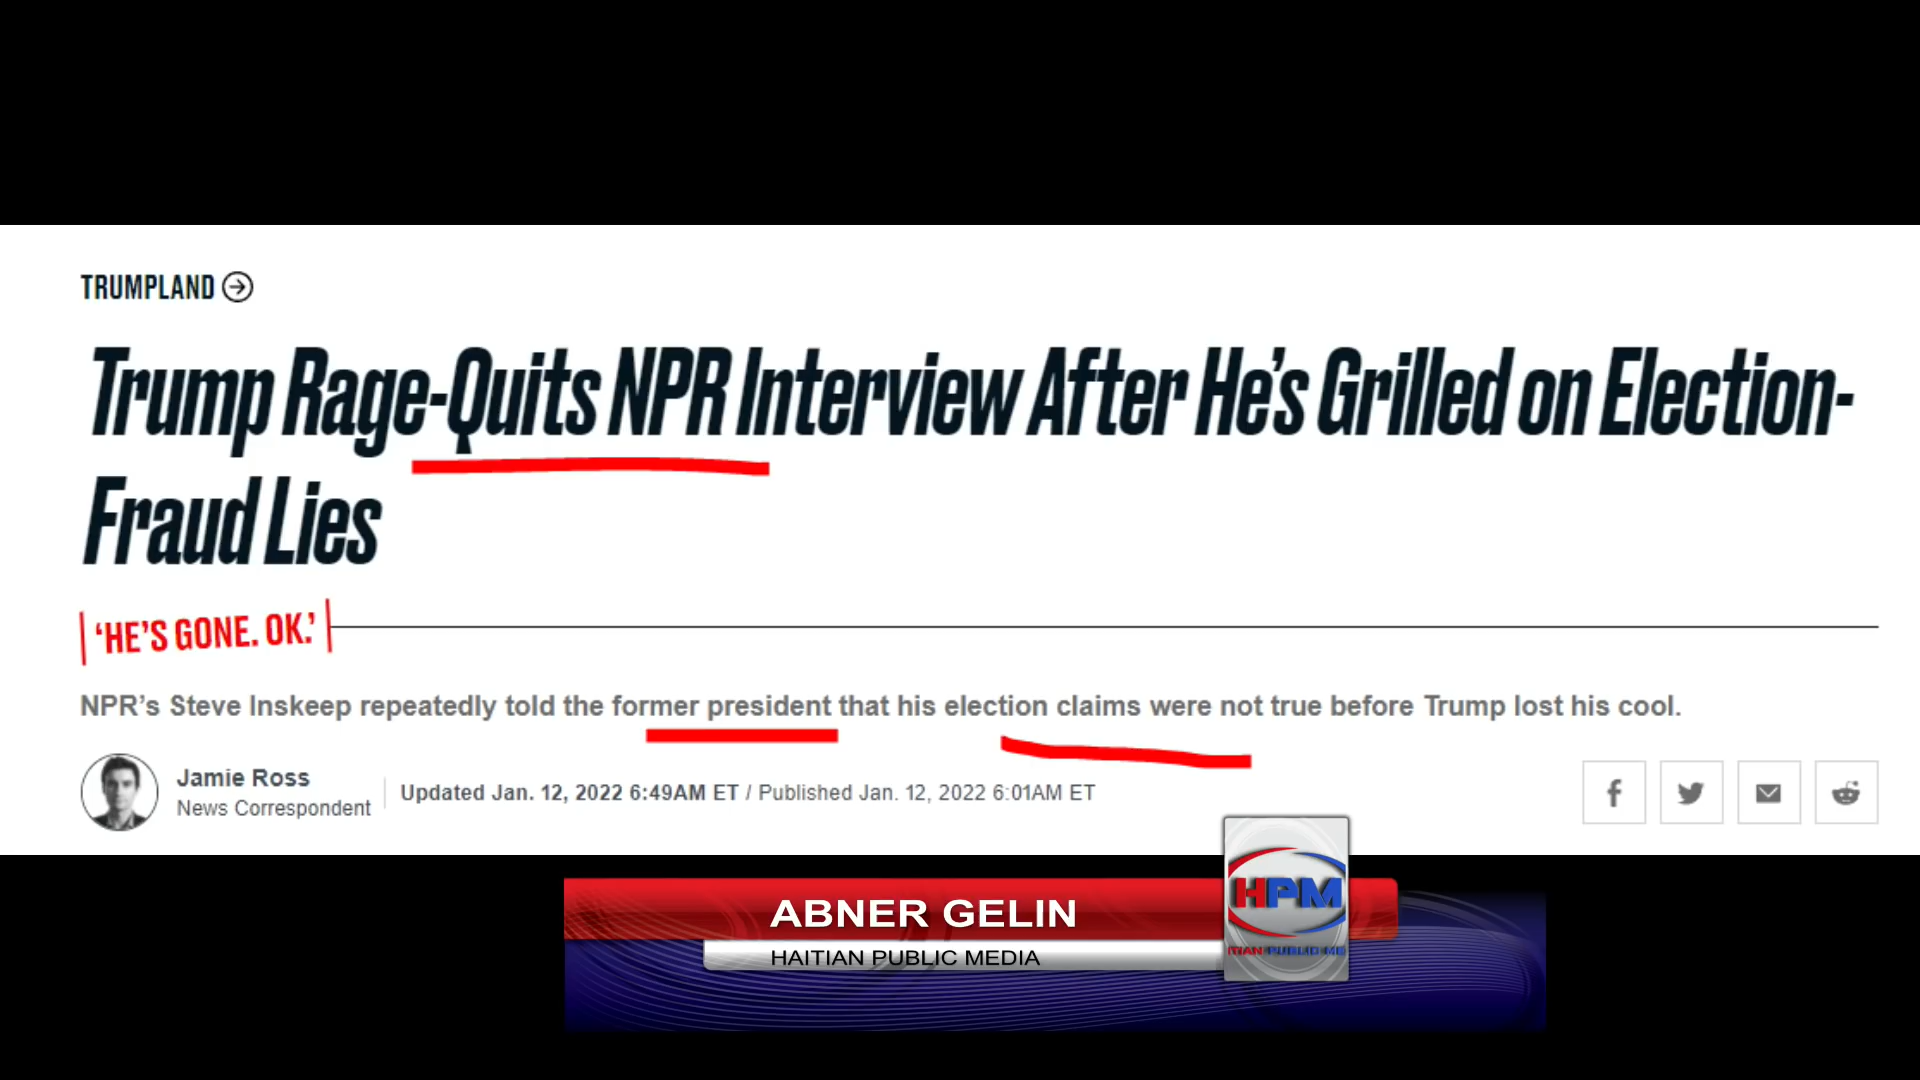 TRUMPLAND
Trump Rage-Quits NPR Interview After He's Grilled on Election-
Fraud Lies
'HE'S GONE. OK.'
NPR's Steve Inskeep repeatedly told the former president that his election claims were not true before Trump lost his cool.
Jamie Ross
News Correspondent
Updated Jan. 12, 2022 6:49AM ET / Published Jan. 12, 2022 6:01AM ET
ABNER GELIN
HAITIAN PUBLIC MEDIA
HPM
ITIAN PUBLIC ME